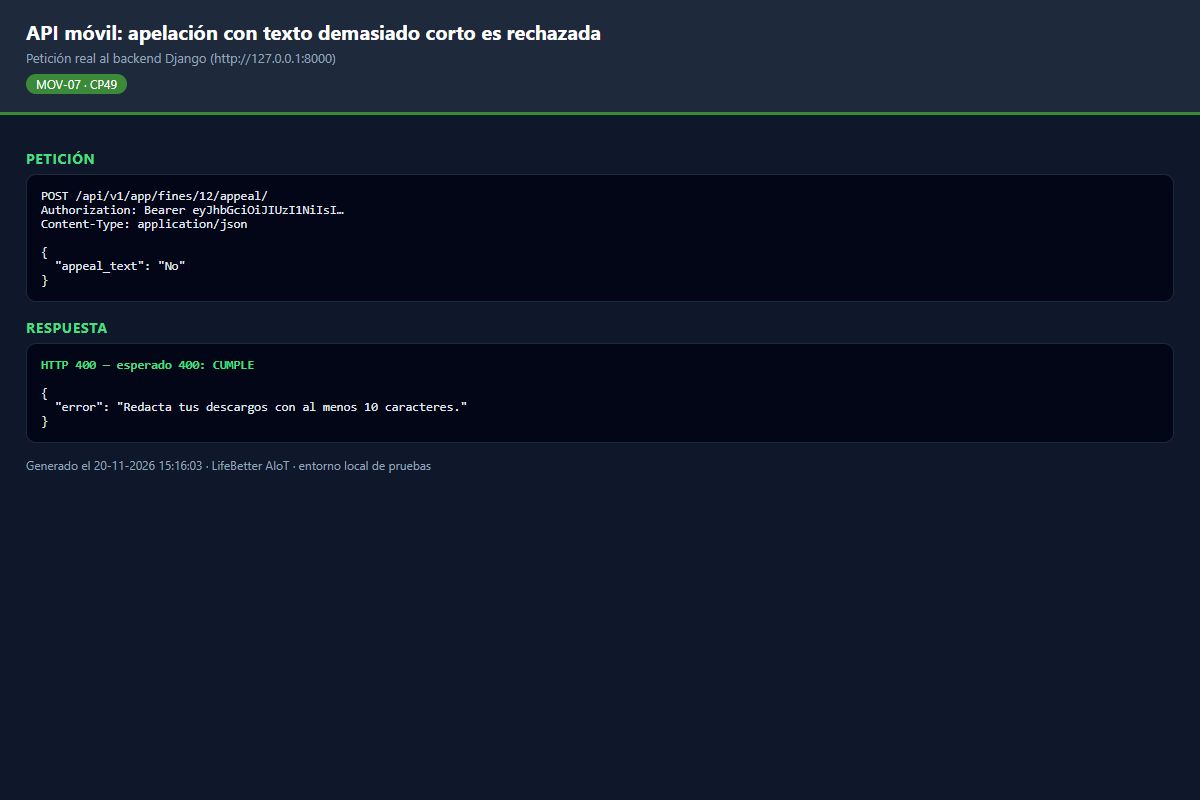 API móvil: apelación con texto demasiado corto es rechazada
Petición real al backend Django (http://127.0.0.1:8000)
MOV-07 · CP49
PETICIÓN
POST /api/v1/app/fines/12/appeal/
Authorization: Bearer eyJhbGciOiJIUzI1NiIsI…
Content-Type: application/json
{
  "appeal_text": "No"
}
RESPUESTA
HTTP 400 — esperado 400: CUMPLE
{
  "error": "Redacta tus descargos con al menos 10 caracteres."
}
Generado el 20-11-2026 15:16:03 · LifeBetter AIoT · entorno local de pruebas